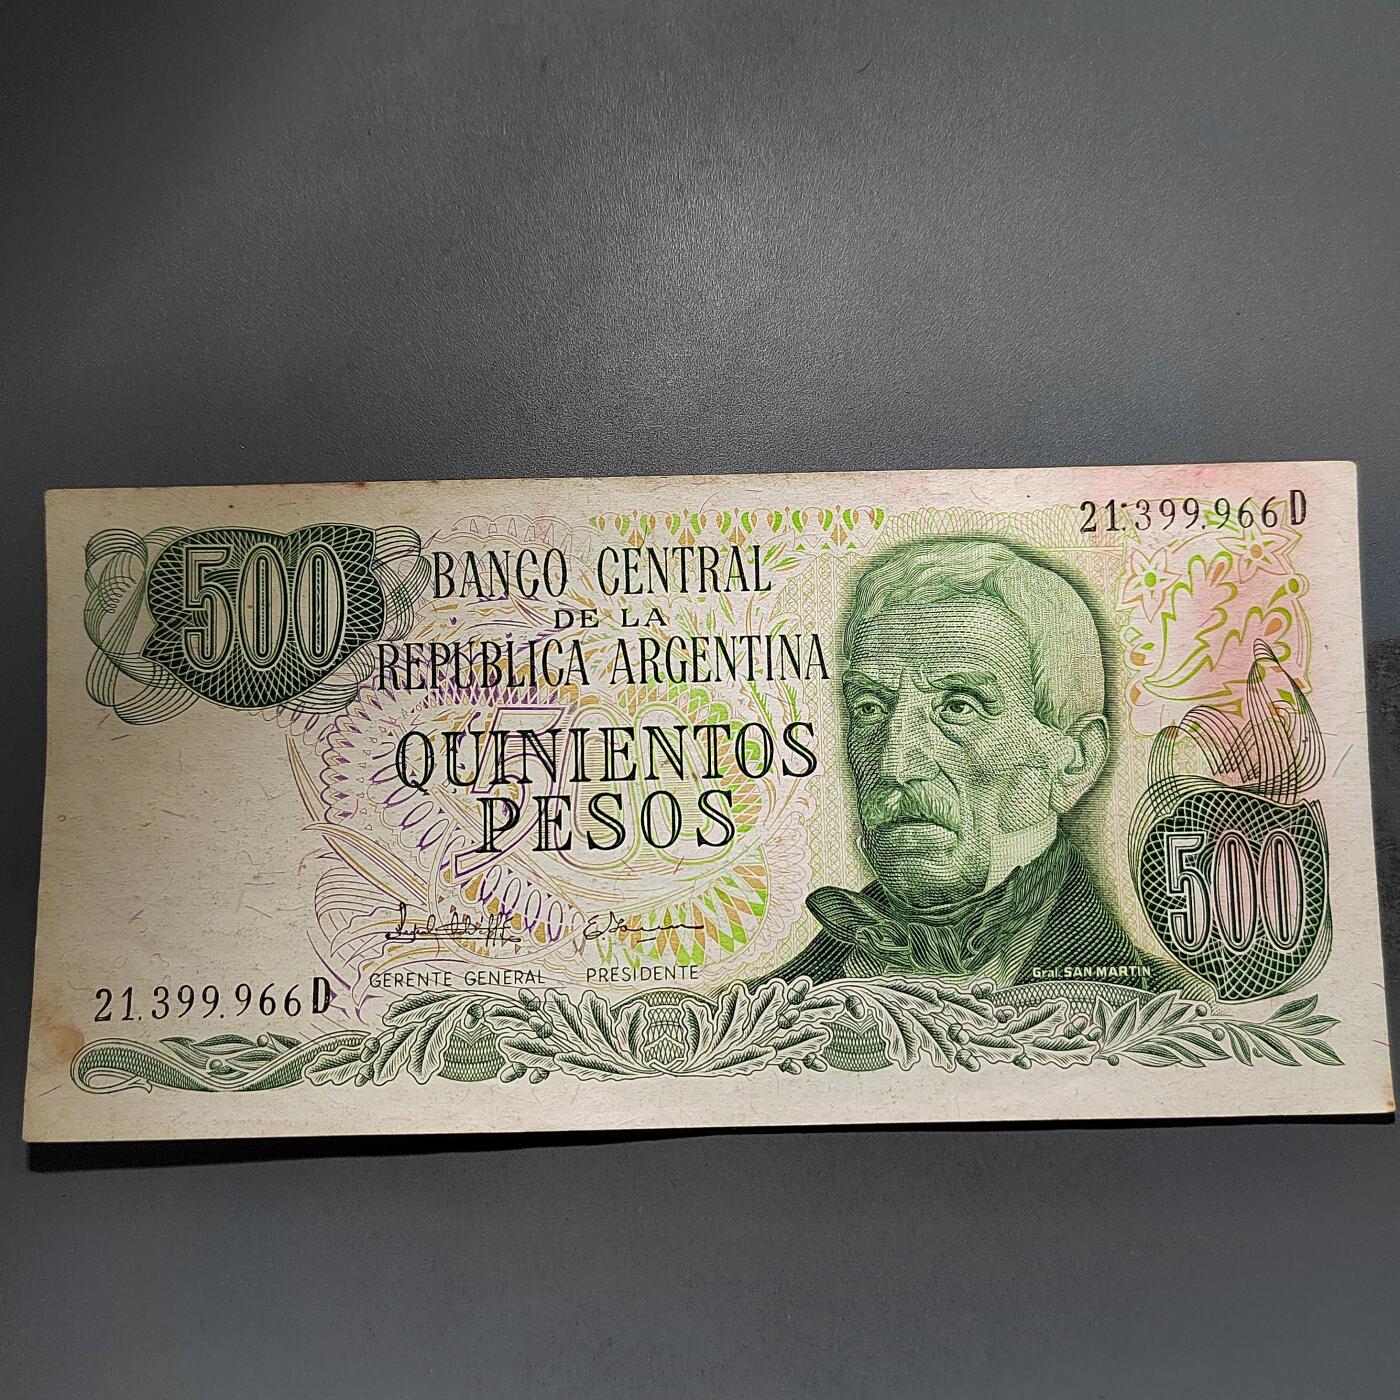 21.399.966D
500
BANCO CENTRAL
DE LA
REPUBLICA ARGENTINA
QUINIENTOS
PESOS
500
500
GERENTE GENERAL PRESIDENTE
Gral. SAN MARTIN
21.399.966D